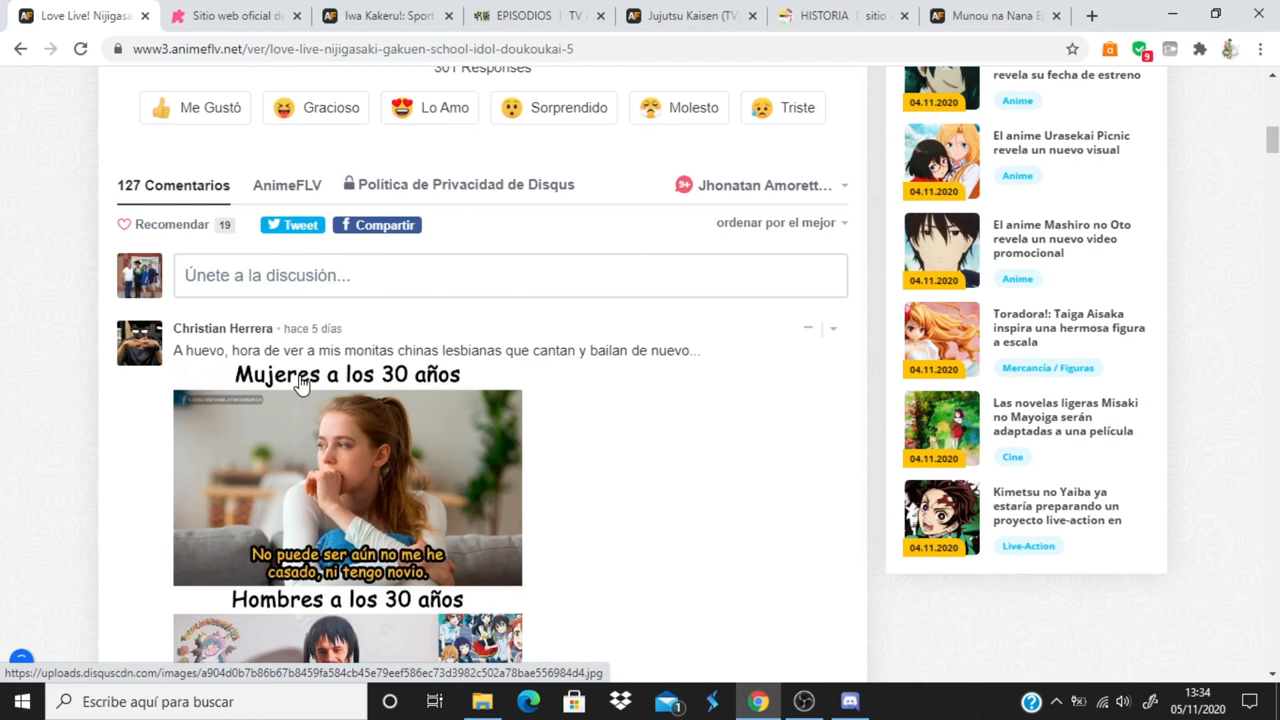 Love Live! Nijigasa
Sitio web oficial de
Iwa Kakeru!: Sport
EPISODIOS | TV A
Jujutsu Kaisen (TV)
HISTORIA | sitio
Munou na Nana E
www3.animeflv.net/ver/love-live-nijigasaki-gakuen-school-idol-doukoukai-5
9
301 Responses
Me Gustó
Gracioso
Lo Amo
Sorprendido
Molesto
Triste
127 Comentarios
AnimeFLV
Política de Privacidad de Disqus
9+ Jhonatan Amorett...
Recomendar 19
Tweet
Compartir
ordenar por el mejor
Únete a la discusión...
Christian Herrera • hace 5 días
A huevo, hora de ver a mis monitas chinas lesbianas que cantan y bailan de nuevo...
Mujeres a los 30 años
No puede ser aún no me he
casado, ni tengo novio.
Hombres a los 30 años
revela su fecha de estreno
04.11.2020
Anime
El anime Urasekai Picnic
revela un nuevo visual
Anime
04.11.2020
El anime Mashiro no Oto
revela un nuevo video
promocional
Anime
04.11.2020
Toradora!: Taiga Aisaka
inspira una hermosa figura
a escala
Mercancía / Figuras
04.11.2020
Las novelas ligeras Misaki
no Mayoiga serán
adaptadas a una película
Cine
04.11.2020
Kimetsu no Yaiba ya
estaría preparando un
proyecto live-action en
Live-Action
04.11.2020
https://uploads.disquscdn.com/images/a904d0b7b86b67b8459fa584cb45e79eef586ec73d3982c502a78bae556984d4.jpg
Escribe aquí para buscar
1
13:34
05/11/2020